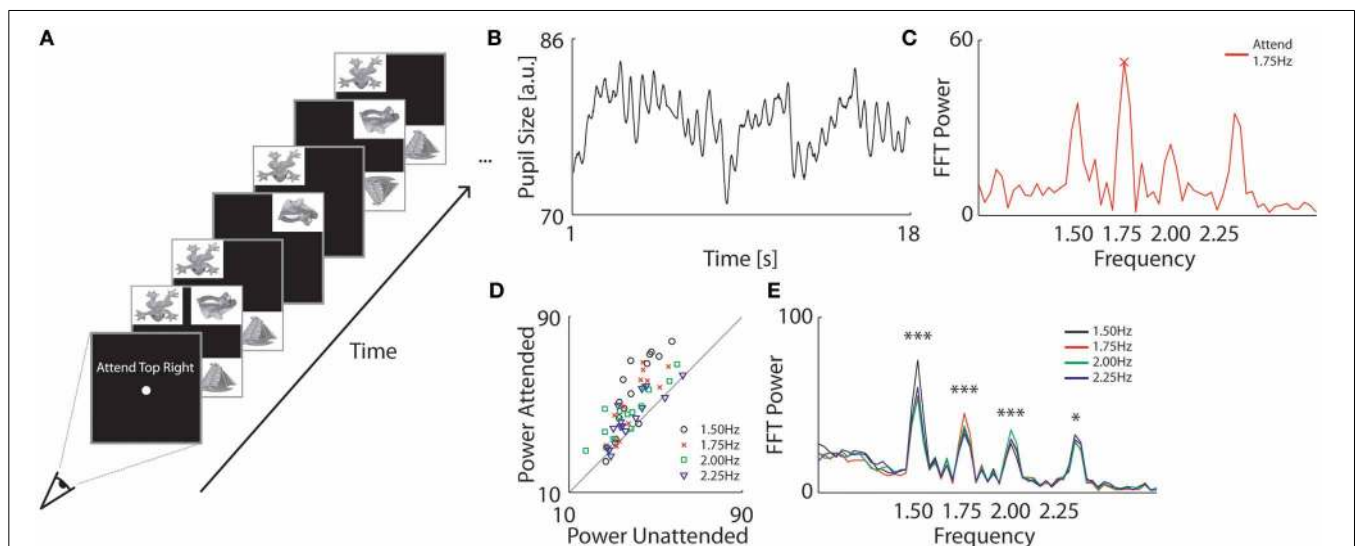 A
Attend Top Right
Time
...
B
86
Pupil Size [a.u.]
70
1
18
Time [s]
C
60
FFT Power
0
1.50 1.75 2.00 2.25
Frequency
Attend
1.75Hz
D
90
Power Attended
10
10
90
Power Unattended
1.50Hz
1.75Hz
2.00Hz
2.25Hz
E
100
FFT Power
0
*** *** *** *
1.50 1.75 2.00 2.25
Frequency
1.50Hz
1.75Hz
2.00Hz
2.25Hz